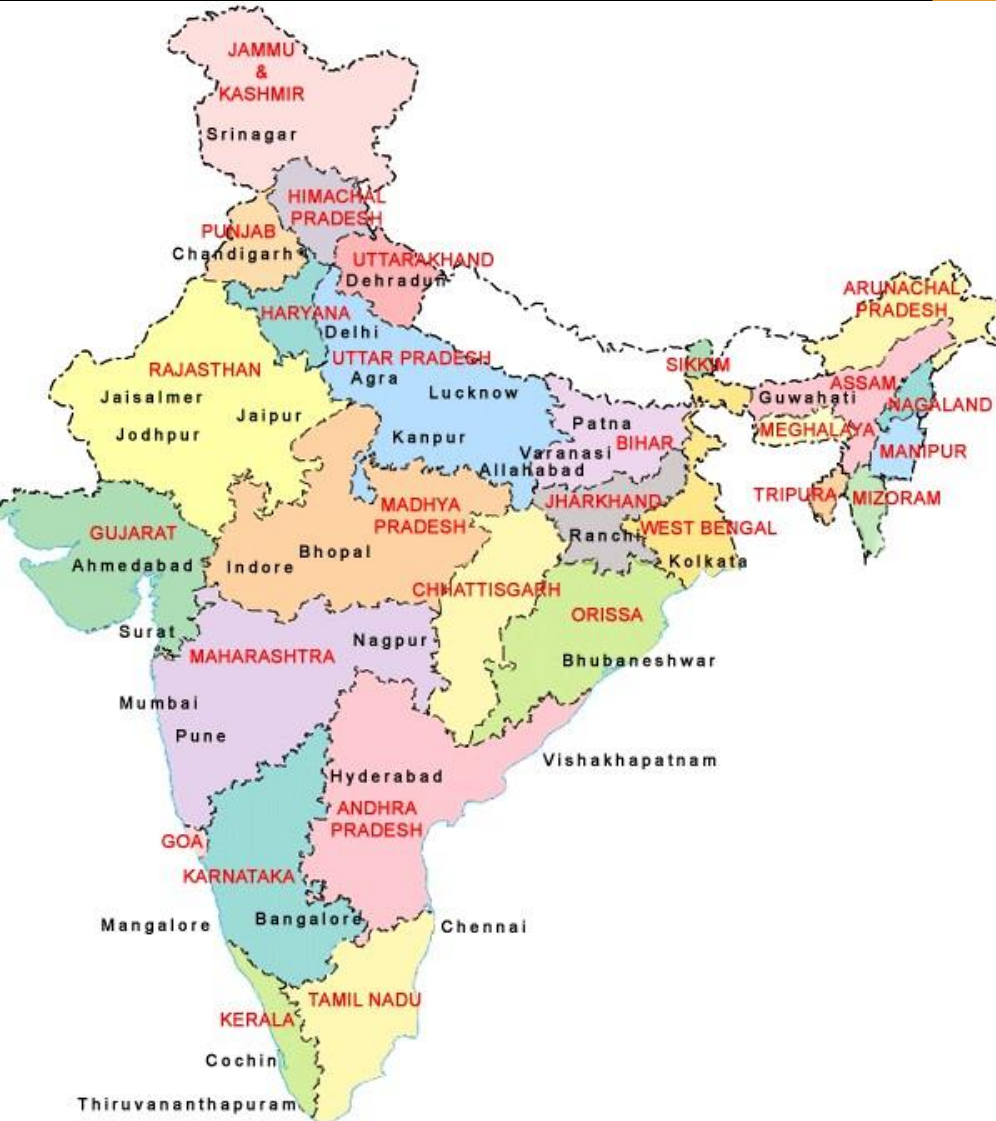 JAMMU
&
KASHMIR
Srinagar
HIMACHAL
PRADESH
PUNJAB
Chandigarh
UTTARAKHAND
Dehradun
ARUNACHAL
PRADESH
HARYANA
Delhi
UTTAR PRADESH
SIKKIM
RAJASTHAN
Agra
Lucknow
ASSAM
Jaisalmer
Guwahati
NAGALAND
Jaipur
Patna
Jodhpur
Kanpur
BIHAR
MEGHALAYA
Varanasi
MANIPUR
Allahabad
MADHYA
PRADESH
JHARKHAND
TRIPURA
MIZORAM
GUJARAT
Ranchi
WEST BENGAL
Bhopal
Ahmedabad
Indore
Kolkata
CHHATTISGARH
ORISSA
Surat
Nagpur
MAHARASHTRA
Bhubaneshwar
Mumbai
Pune
Vishakhapatnam
Hyderabad
ANDHRA
PRADESH
GOA
KARNATAKA
Bangalore
Mangalore
Chennai
TAMIL NADU
KERALA
Cochin
Thiruvananthapuram